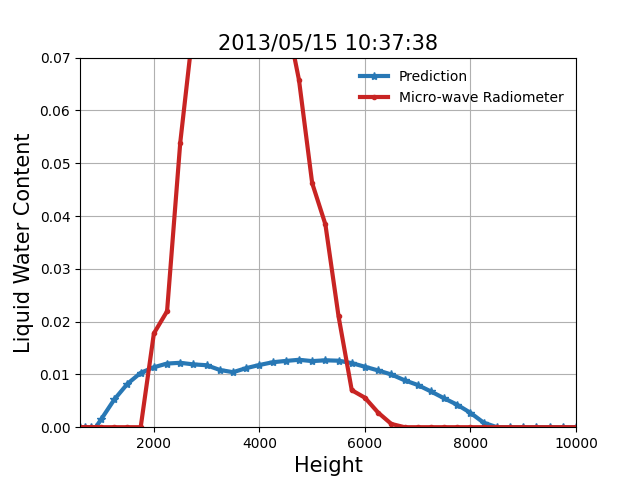 2013/05/15 10:37:38
0.07
0.06
0.05
0.04
0.03
0.02
0.01
0.00
Liquid Water Content
Prediction
Micro-wave Radiometer
2000 4000 6000 8000 10000
Height